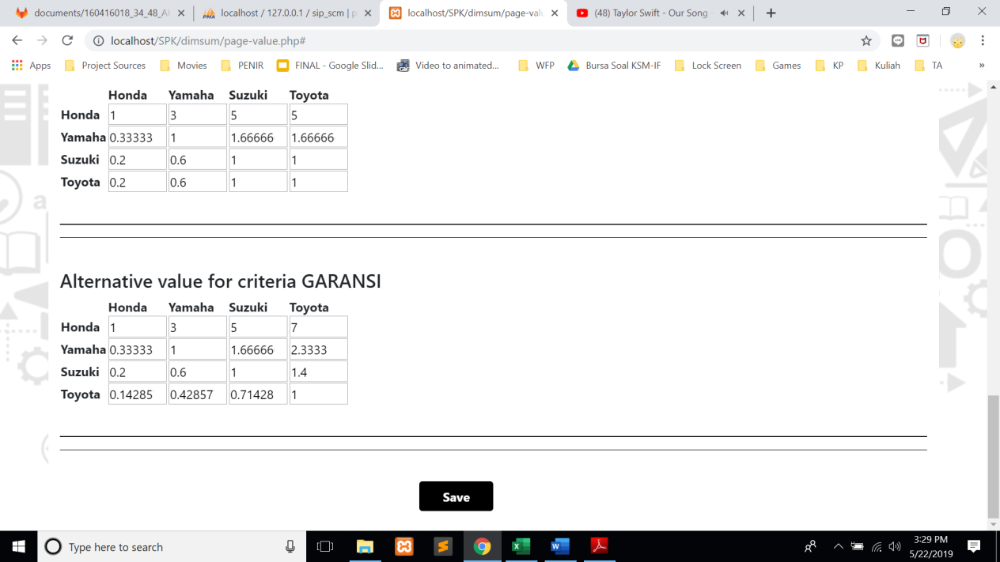 documents/160416018_34_48_A
localhost / 127.0.0.1 / sip_scm | p
localhost/SPK/dimsum/page-valu
(48) Taylor Swift - Our Song -
localhost/SPK/dimsum/page-value.php#
Apps Project Sources Movies PENIR FINAL - Google Slid... Video to animated... WFP Bursa Soal KSM-IF Lock Screen Games KP Kuliah TA »
Honda Yamaha Suzuki Toyota
Honda 1 3 5 5
Yamaha 0.33333 1 1.66666 1.66666
Suzuki 0.2 0.6 1 1
Toyota 0.2 0.6 1 1
Alternative value for criteria GARANSI
Honda Yamaha Suzuki Toyota
Honda 1 3 5 7
Yamaha 0.33333 1 1.66666 2.3333
Suzuki 0.2 0.6 1 1.4
Toyota 0.14285 0.42857 0.71428 1
Save
Type here to search
3:29 PM
5/22/2019